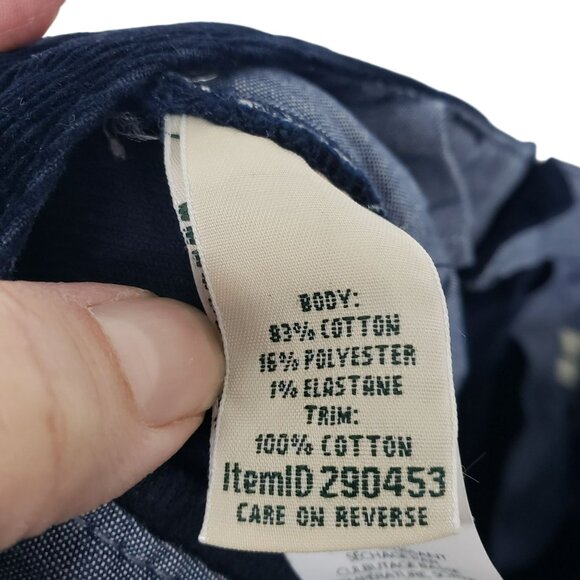 BODY:
83% COTTON
16% POLYESTER
1% ELASTANE
TRIM:
100% COTTON
ItemID 290453
CARE ON REVERSE